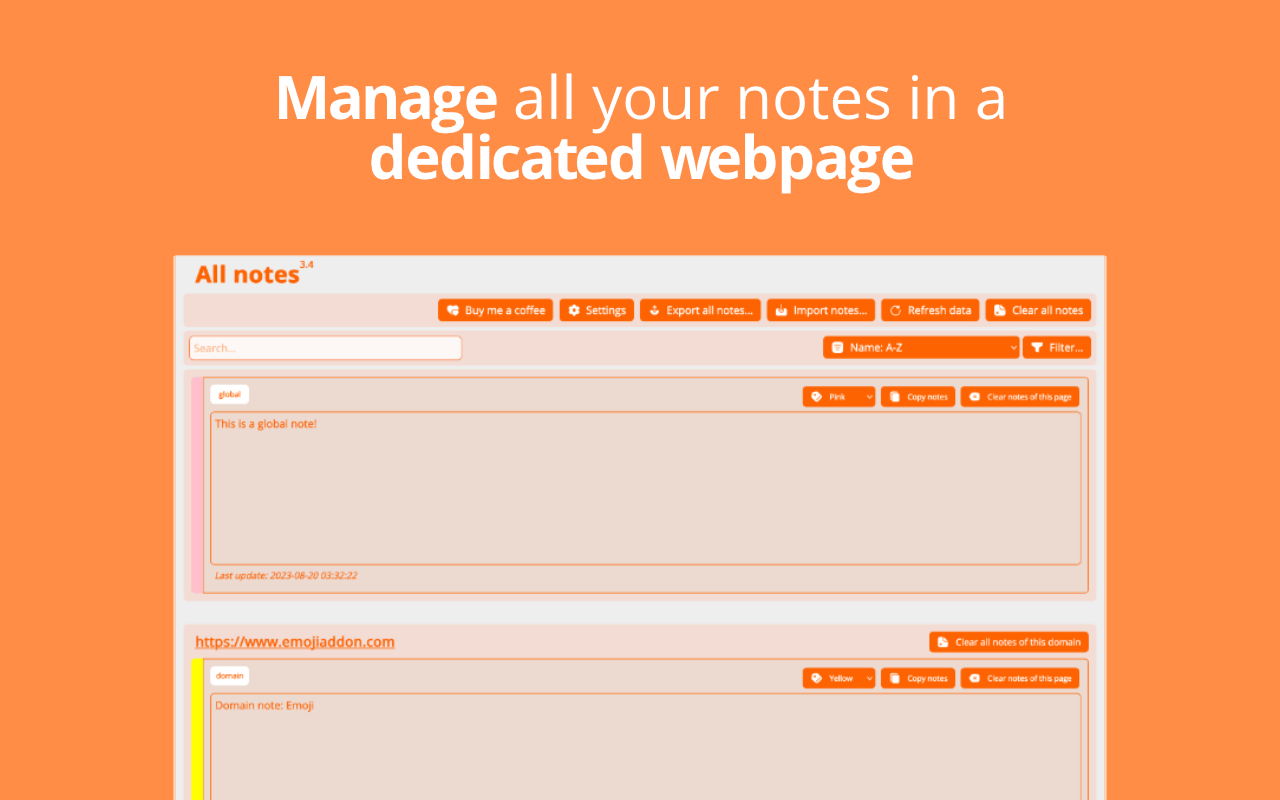 Manage all your notes in a
dedicated webpage
All notes 3.4
Buy me a coffee Settings Export all notes... Import notes... Refresh data Clear all notes
Search... Name: A-Z Filter...
global Pink Copy notes Clear notes of this page
This is a global note!
Last update: 2023-08-20 03:32:22
https://www.emojiaddon.com Clear all notes of this domain
domain Yellow Copy notes Clear notes of this page
Domain note: Emoji